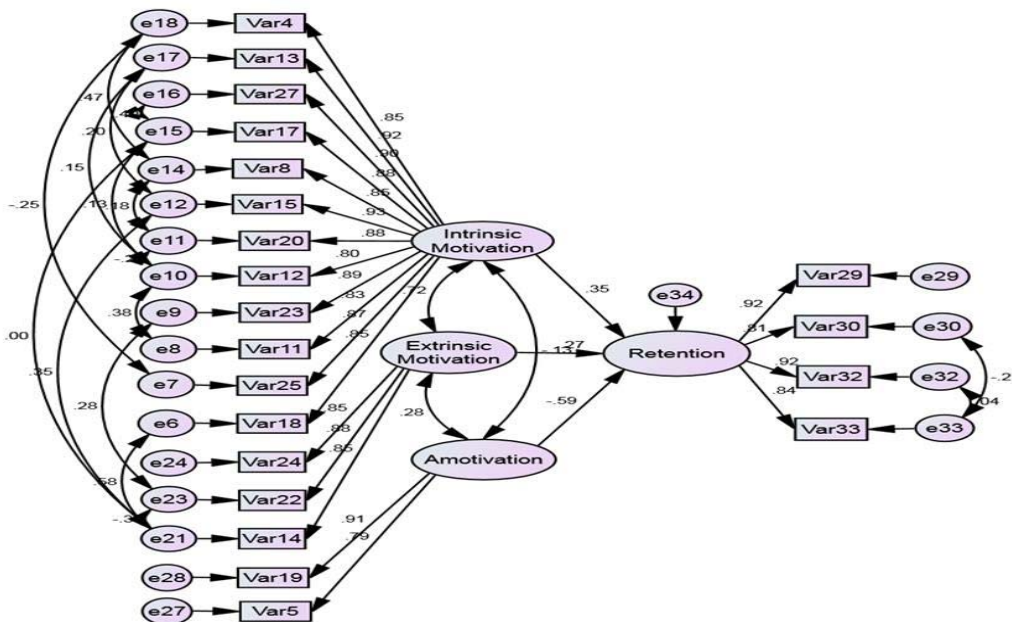 e18 Var4
e17 Var13
e16 Var27
e15 Var17
e14 Var8
e12 Var15
e11 Var20
e10 Var12
e9 Var23
e8 Var11
e7 Var25
e6 Var18
e24 Var24
e23 Var22
e21 Var14
e28 Var19
e27 Var5
.47
.20
.15
-.25
.13
.18
.38
.00
.35
.28
.58
.85
.92
.90
.88
.85
.93
.88
.80
.89
.83
.87
.85
Intrinsic
Motivation
.72
Extrinsic
Motivation
.28
Amotivation
.85
.88
.85
.91
.79
.35
.27
-.13
-.59
e34
Retention
.92
.81
.92
.84
Var29 e29
Var30 e30
Var32 e32
Var33 e33
-.2